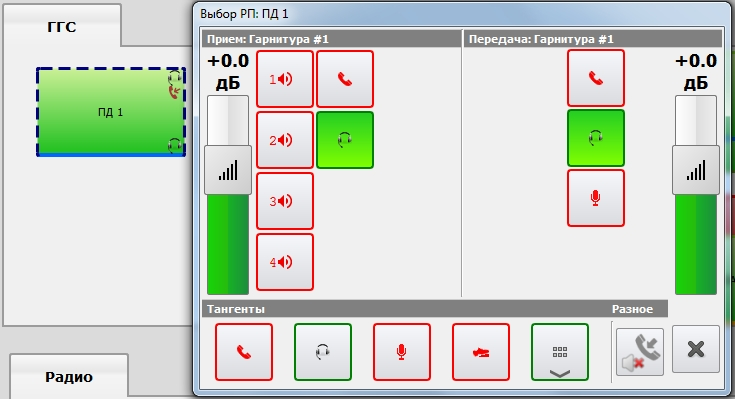 ГГС
ПД 1
Радио
Выбор РП: ПД 1
Прием: Гарнитура #1
Передача: Гарнитура #1
+0.0
дБ
1
2
3
4
+0.0
дБ
Тангенты
Разное